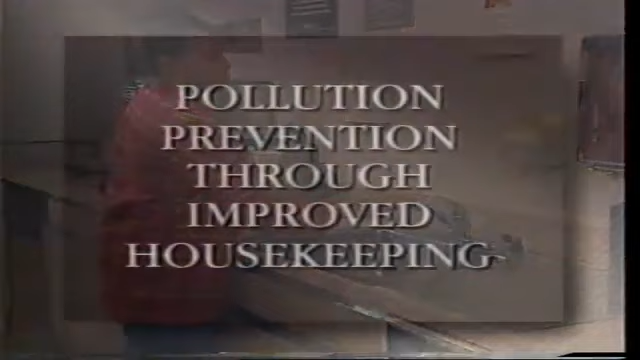 POLLUTION
PREVENTION
THROUGH
IMPROVED
HOUSEKEEPING